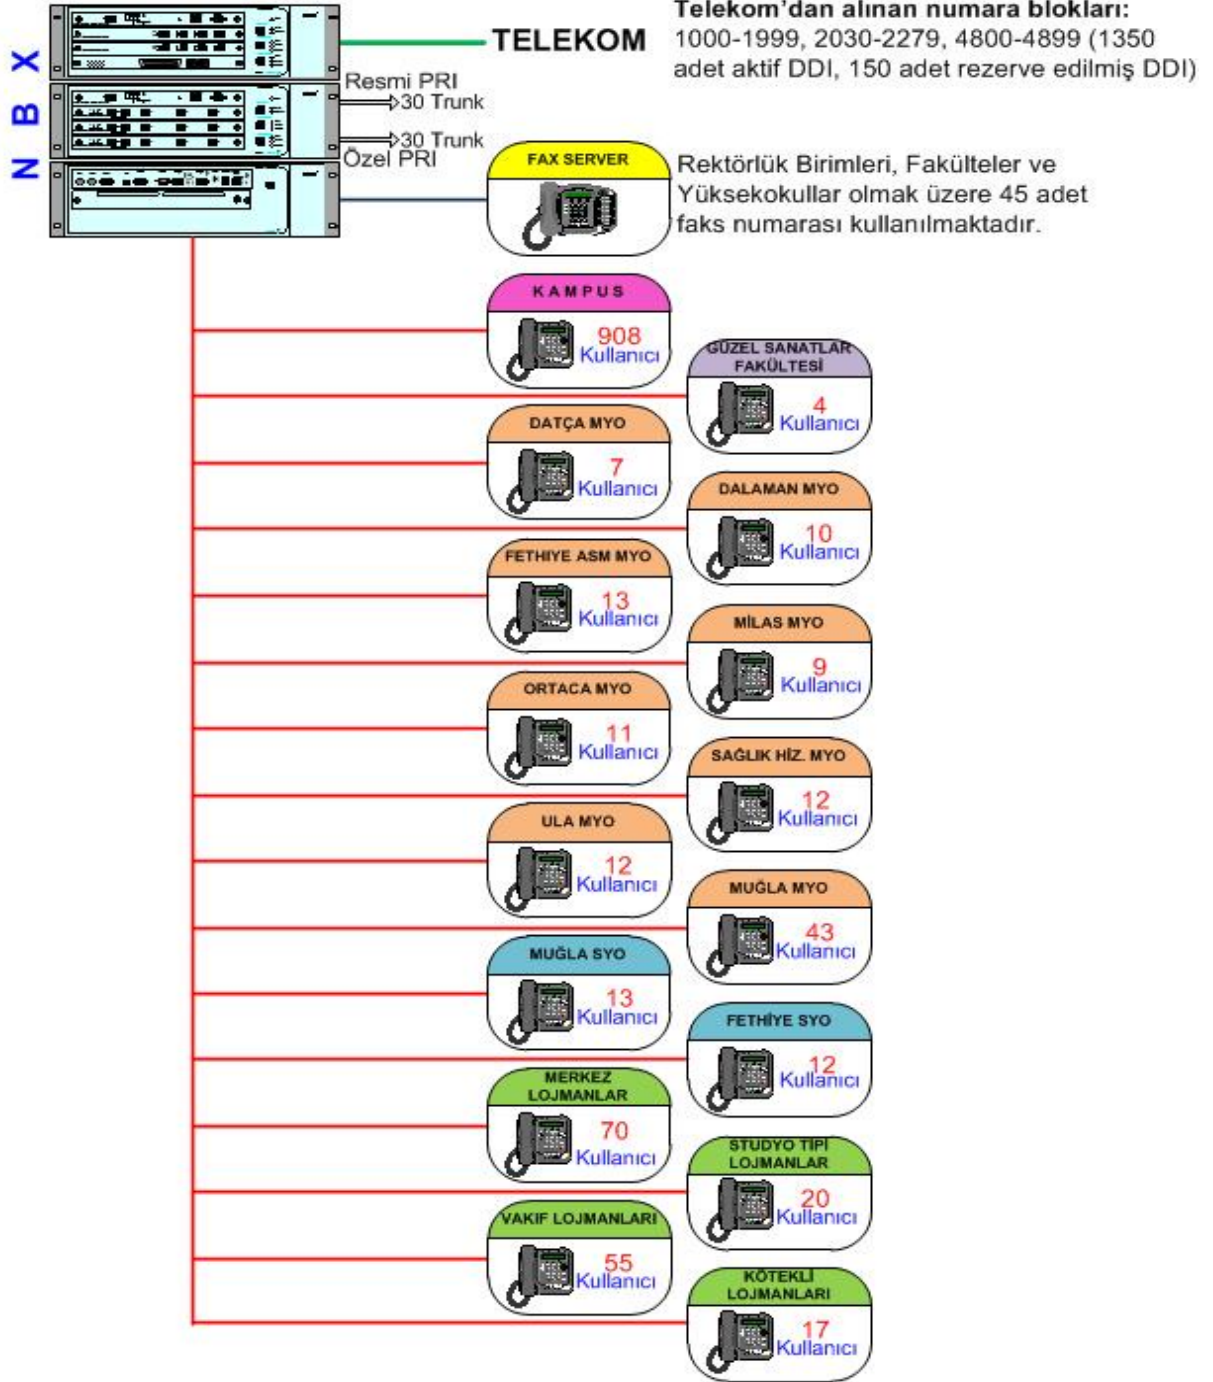 Telekom'dan alınan numara blokları:
1000-1999, 2030-2279, 4800-4899 (1350
adet aktif DDI, 150 adet rezerve edilmiş DDI)
TELEKOM
N B X
Resmi PRI
30 Trunk
30 Trunk
Özel PRI
FAX SERVER
Rektörlük Birimleri, Fakülteler ve
Yüksekokullar olmak üzere 45 adet
faks numarası kullanılmaktadır.
K A M P U S
908
Kullanıcı
GÜZEL SANATLAR
FAKÜLTESİ
4
Kullanıcı
DATÇA MYO
7
Kullanıcı
DALAMAN MYO
10
Kullanıcı
FETHIYE ASM MYO
13
Kullanıcı
MİLAS MYO
9
Kullanıcı
ORTACA MYO
11
Kullanıcı
SAĞLIK HİZ. MYO
12
Kullanıcı
ULA MYO
12
Kullanıcı
MUĞLA MYO
43
Kullanıcı
MUĞLA SYO
13
Kullanıcı
FETHİYE SYO
12
Kullanıcı
MERKEZ
LOJMANLAR
70
Kullanıcı
STUDYO TİPİ
LOJMANLAR
20
Kullanıcı
VAKIF LOJMANLARI
55
Kullanıcı
KÖTEKLİ
LOJMANLARI
17
Kullanıcı